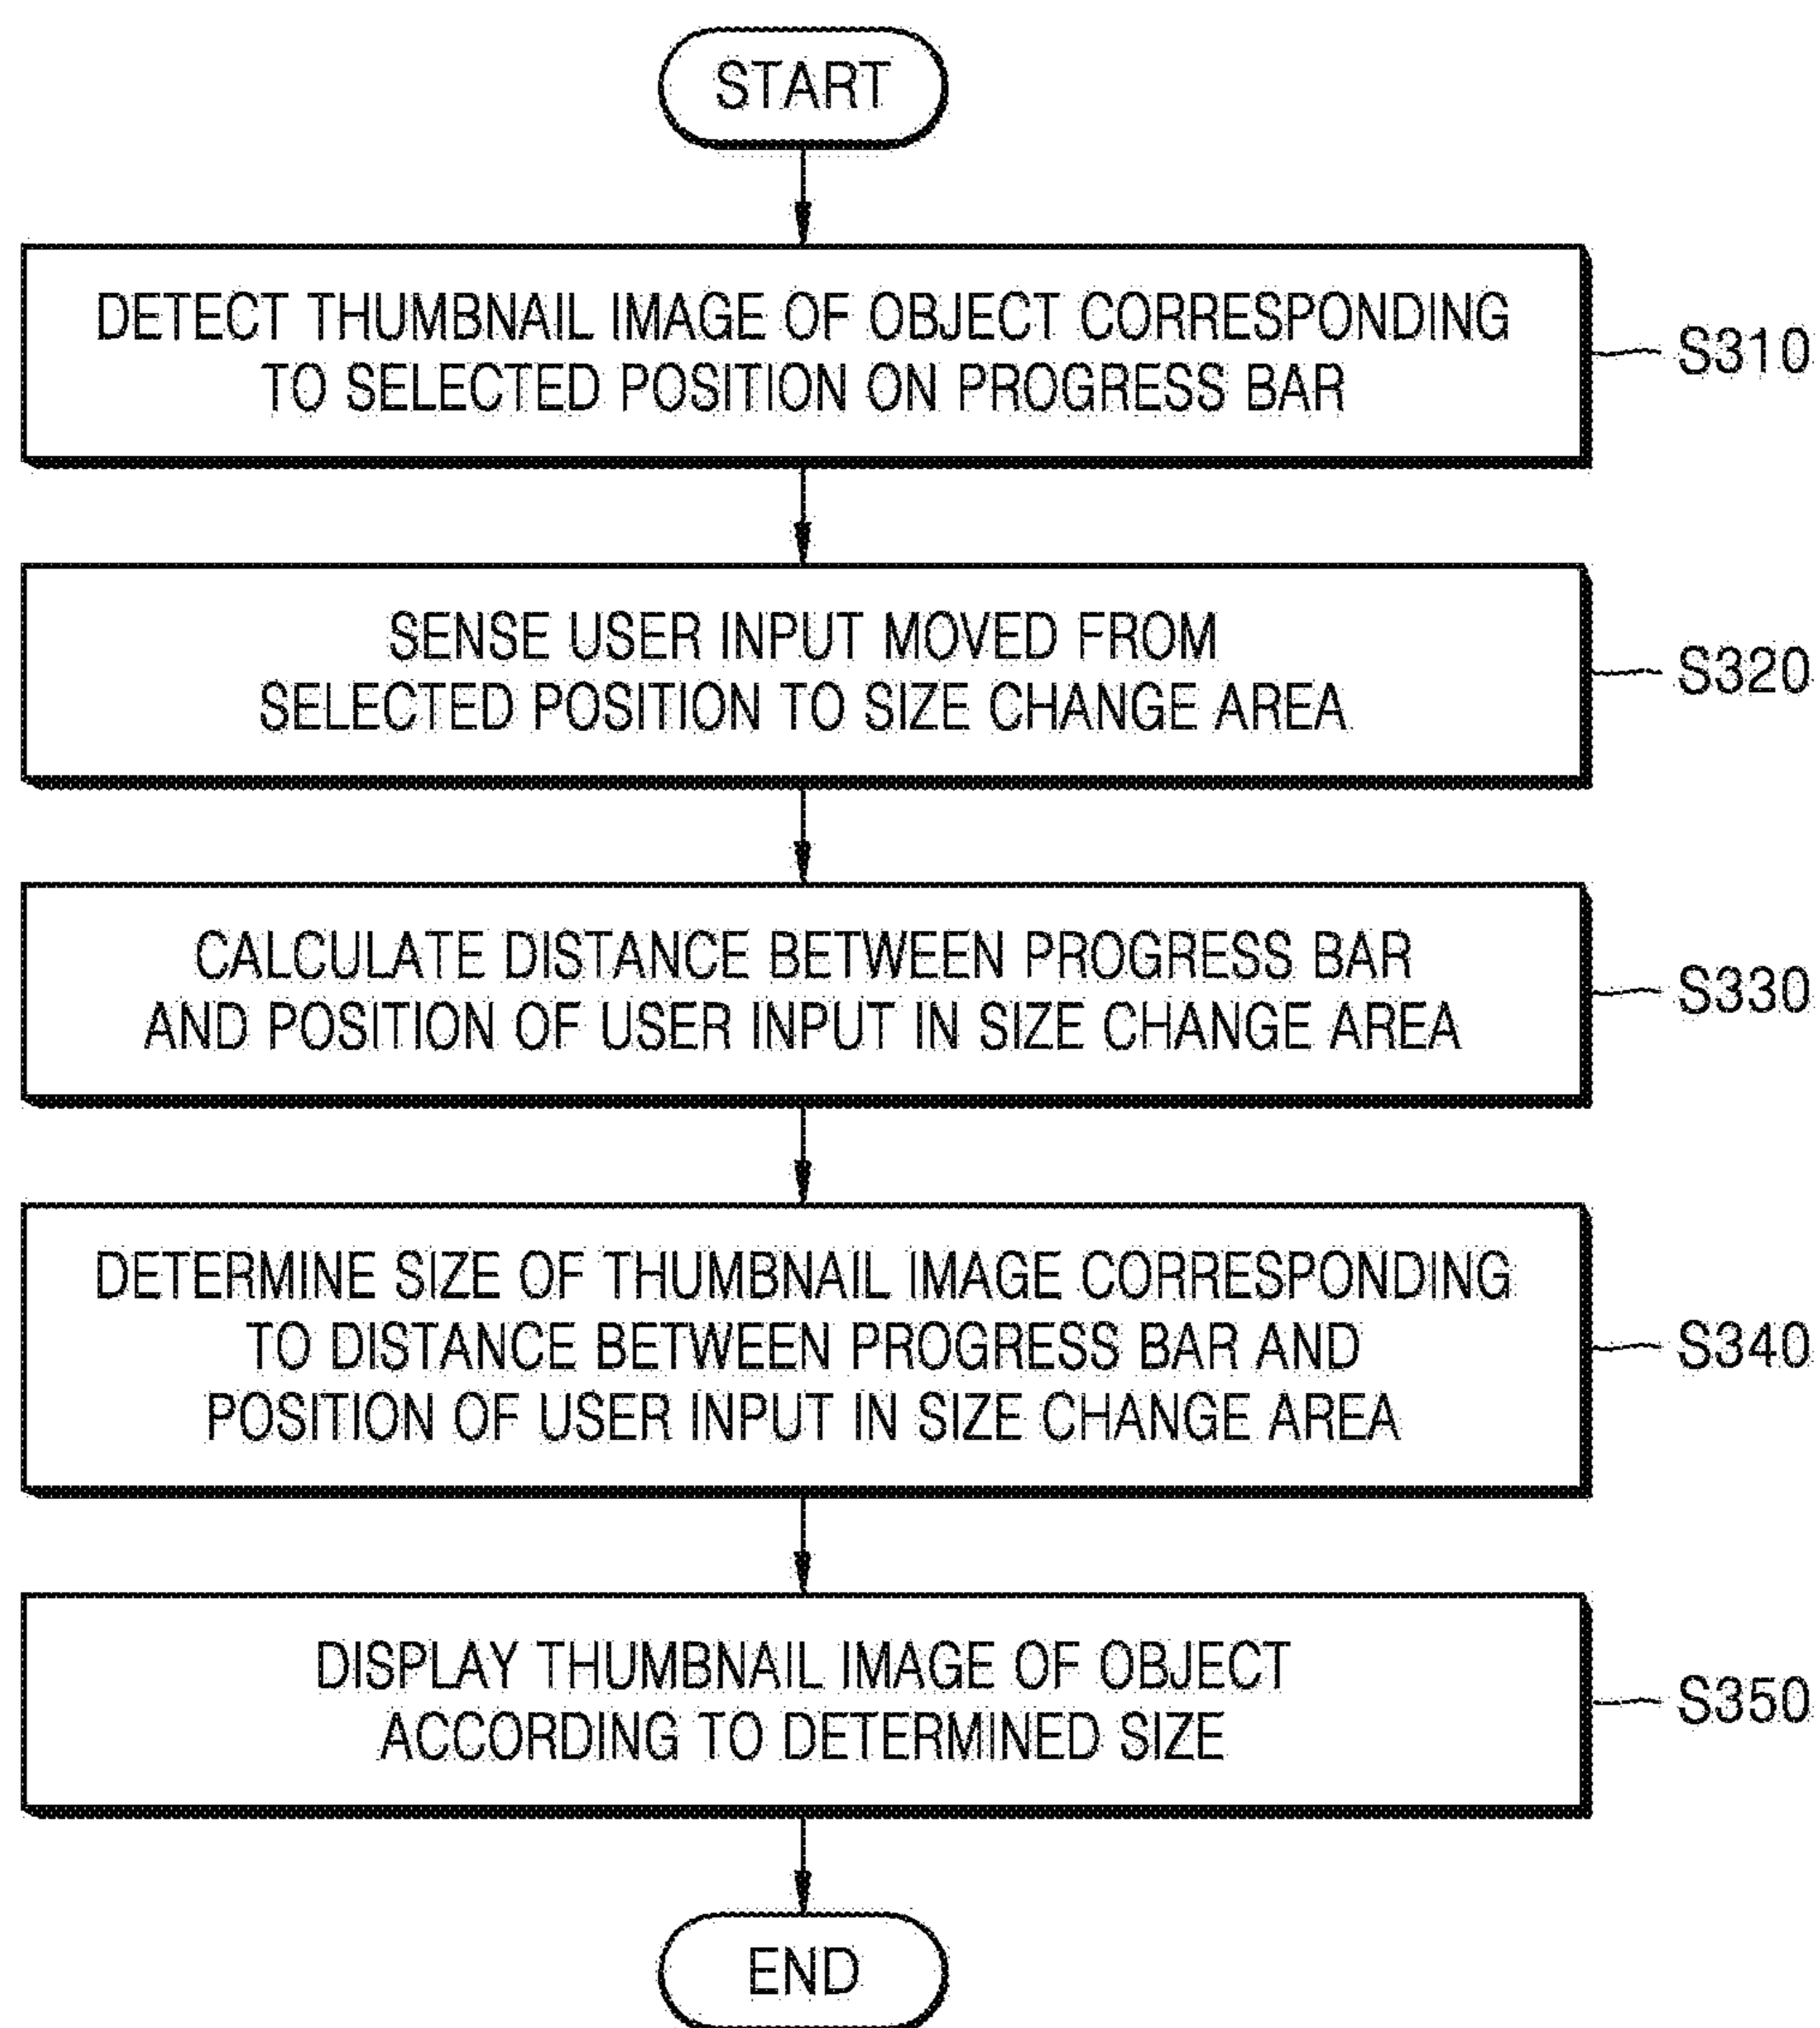 START
DETECT THUMBNAIL IMAGE OF OBJECT CORRESPONDING
TO SELECTED POSITION ON PROGRESS BAR
S310
SENSE USER INPUT MOVED FROM
SELECTED POSITION TO SIZE CHANGE AREA
S320
CALCULATE DISTANCE BETWEEN PROGRESS BAR
AND POSITION OF USER INPUT IN SIZE CHANGE AREA
S330
DETERMINE SIZE OF THUMBNAIL IMAGE CORRESPONDING
TO DISTANCE BETWEEN PROGRESS BAR AND
POSITION OF USER INPUT IN SIZE CHANGE AREA
S340
DISPLAY THUMBNAIL IMAGE OF OBJECT
ACCORDING TO DETERMINED SIZE
S350
END